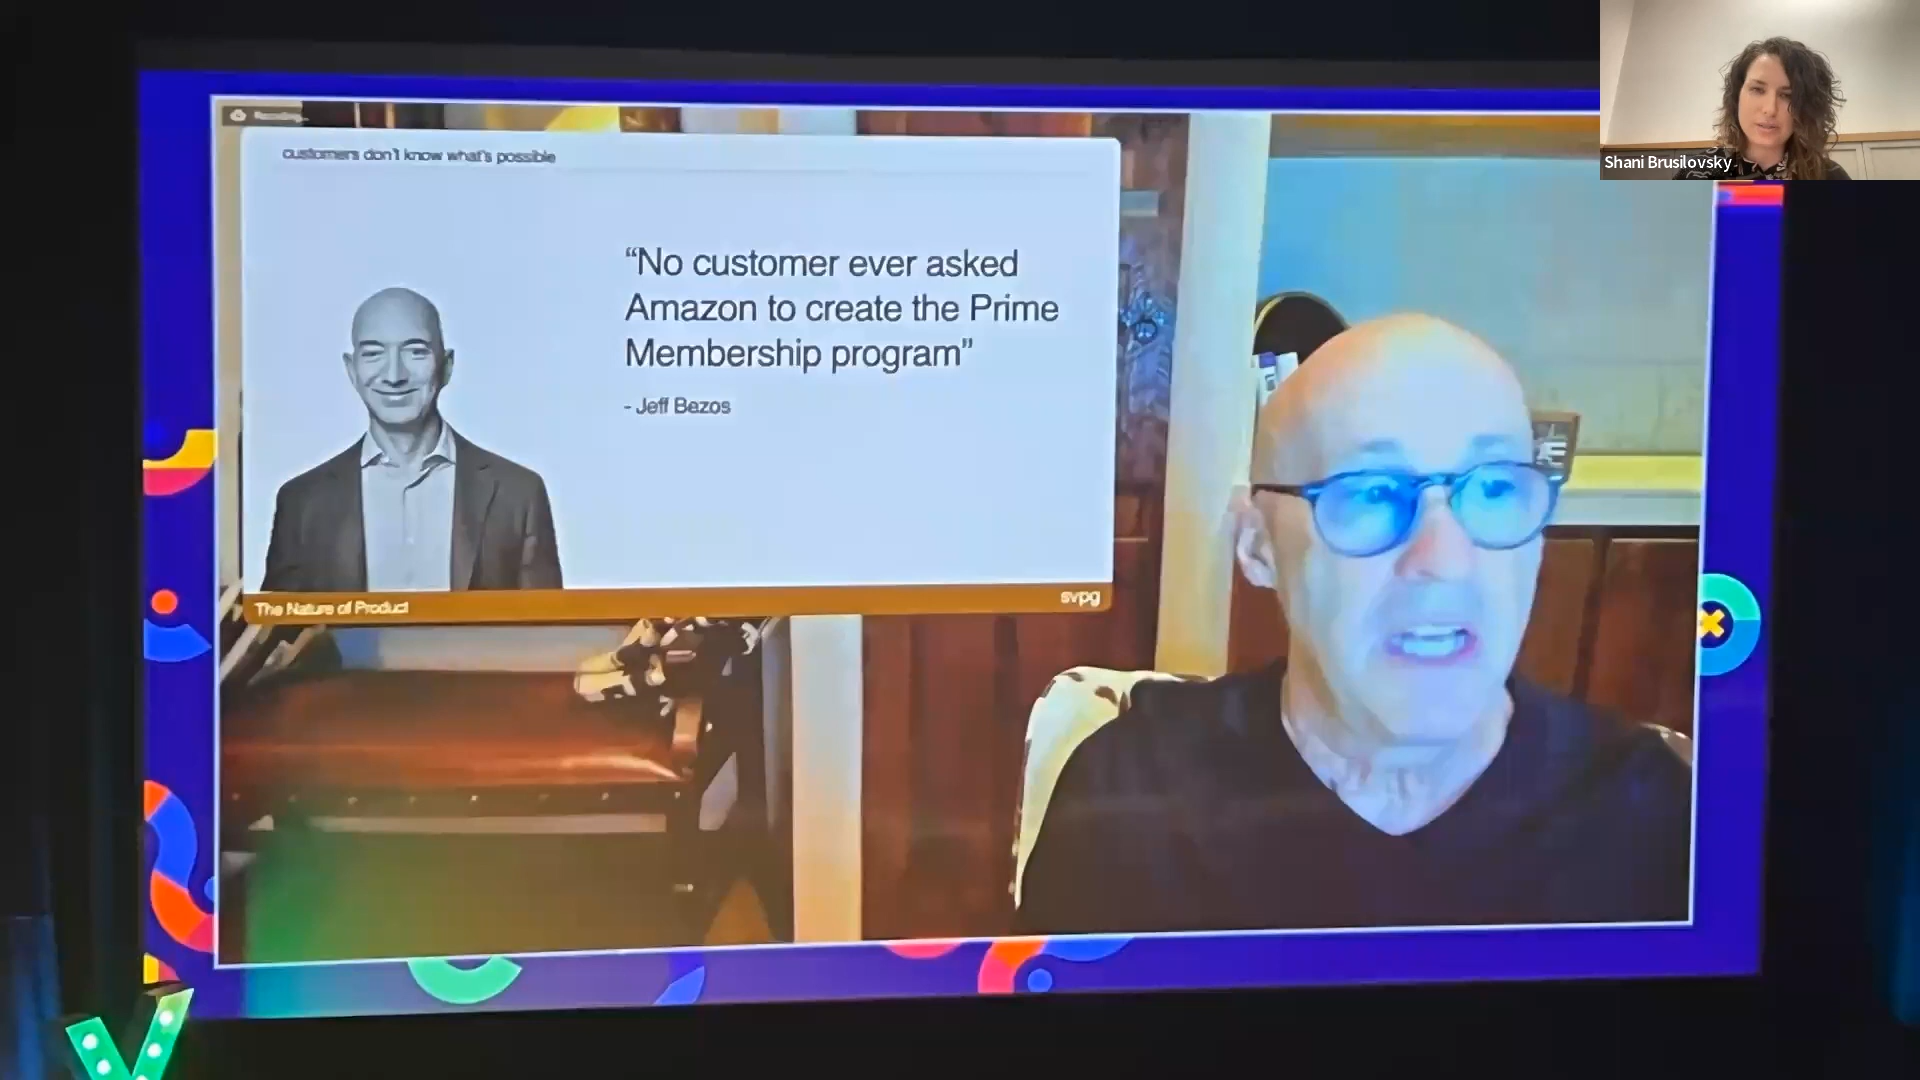 Recording...
customers don't know what's possible
“No customer ever asked
Amazon to create the Prime
Membership program”
- Jeff Bezos
The Nature of Product
svpg
Shani Brusilovsky